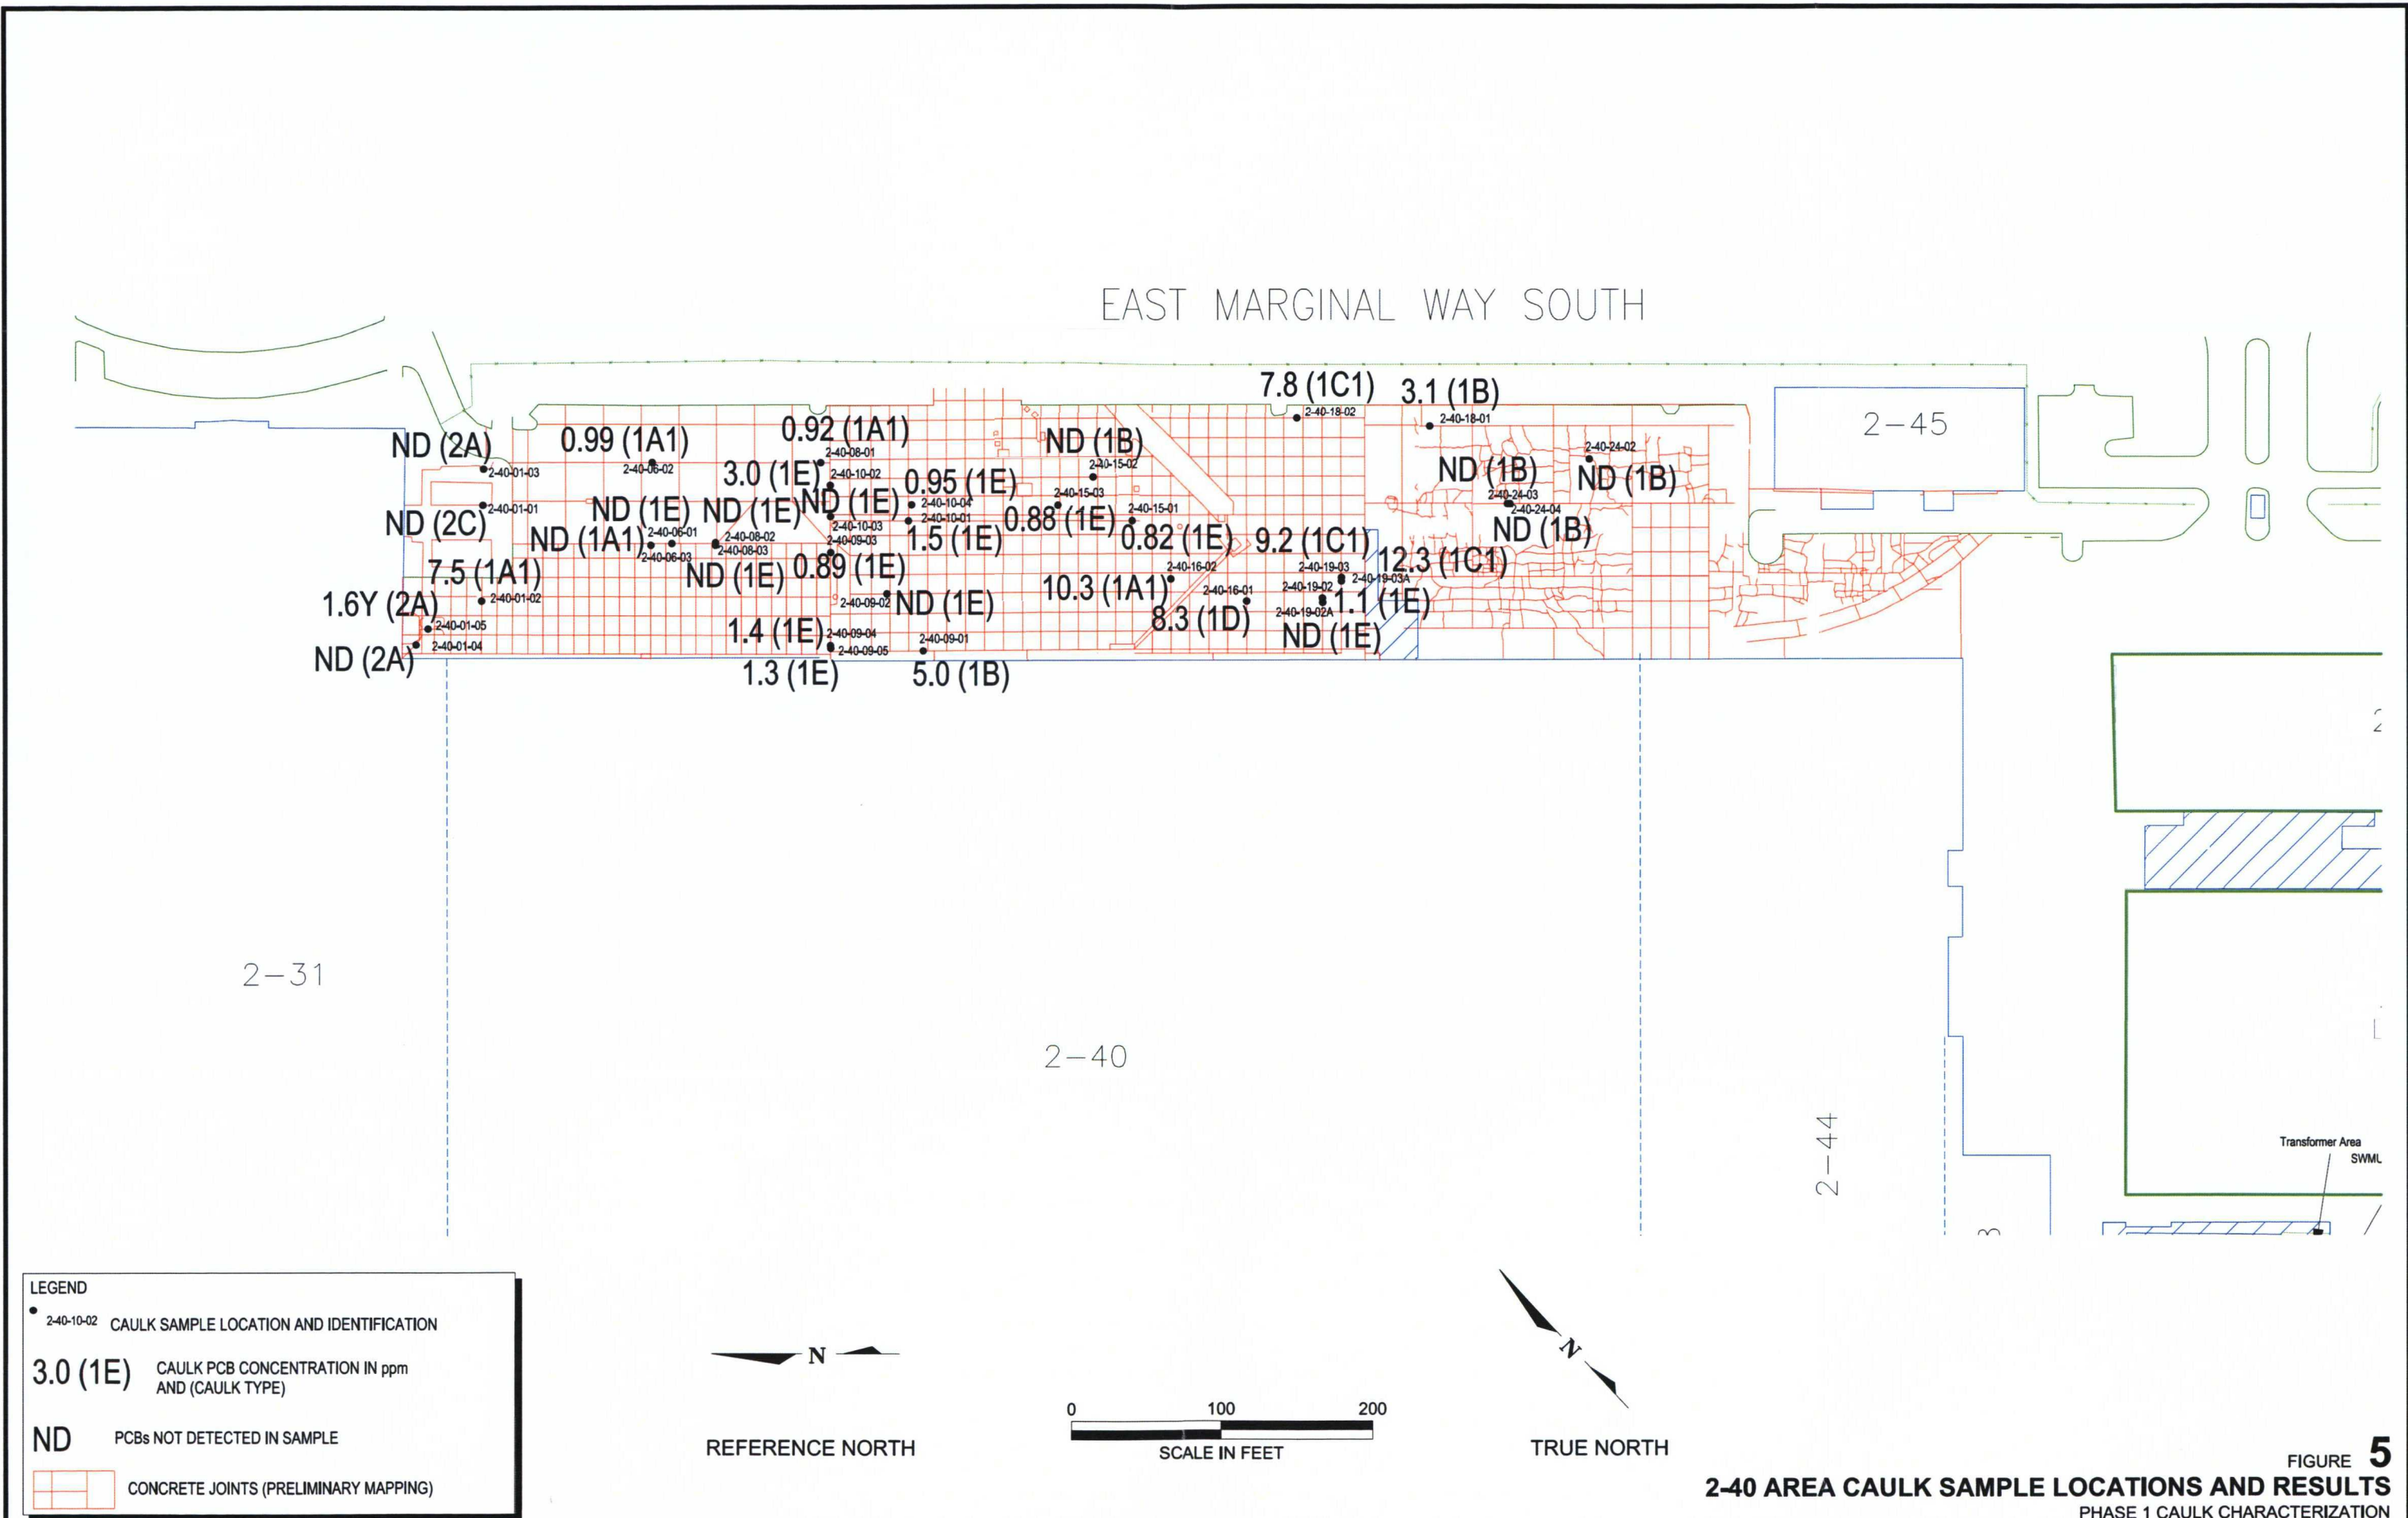 EAST MARGINAL WAY SOUTH
7.8 (1C1)
3.1 (1B)
2-40-18-02
2-40-18-01
2-45
ND (2A)
2-40-01-03
0.99 (1A1)
2-40-06-02
0.92 (1A1)
2-40-08-01
3.0 (1E)
2-40-10-02
ND (1B)
2-40-15-02
2-40-24-02
ND (1B)
ND (1B)
2-40-24-03
2-40-24-04
ND (1B)
0.95 (1E)
2-40-10-04
2-40-10-01
1.5 (1E)
2-40-15-03
0.88 (1E)
2-40-15-01
0.82 (1E)
2-40-01-01
ND (2C)
ND (1E)
2-40-06-01
ND (1E)
2-40-08-02
2-40-08-03
ND (1E)
ND (1E)
2-40-10-03
2-40-09-03
0.89 (1E)
ND (1A1)
2-40-06-03
9.2 (1C1)
2-40-19-03
12.3 (1C1)
2-40-19-03A
7.5 (1A1)
2-40-01-02
2-40-16-02
10.3 (1A1)
2-40-16-01
8.3 (1D)
2-40-19-02
1.1 (1E)
2-40-19-02A
ND (1E)
1.6Y (2A)
2-40-01-05
2-40-09-02
ND (1E)
ND (2A)
2-40-01-04
1.4 (1E)
2-40-09-04
2-40-09-05
1.3 (1E)
2-40-09-01
5.0 (1B)
2-31
2-40
2-44
Transformer Area
SWMU
LEGEND
2-40-10-02 CAULK SAMPLE LOCATION AND IDENTIFICATION
3.0 (1E) CAULK PCB CONCENTRATION IN ppm
AND (CAULK TYPE)
ND PCBs NOT DETECTED IN SAMPLE
CONCRETE JOINTS (PRELIMINARY MAPPING)
N
REFERENCE NORTH
0 100 200
SCALE IN FEET
N
TRUE NORTH
FIGURE 5
2-40 AREA CAULK SAMPLE LOCATIONS AND RESULTS
PHASE 1 CAULK CHARACTERIZATION